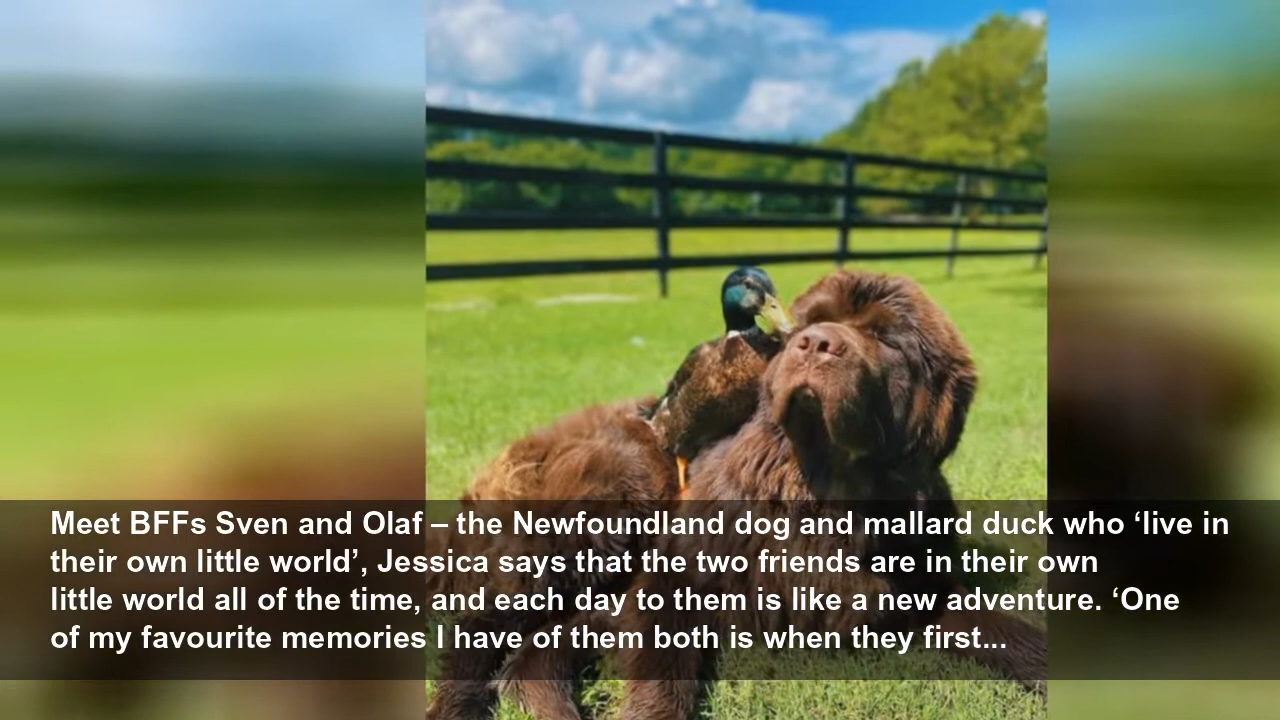 Meet BFFs Sven and Olaf – the Newfoundland dog and mallard duck who ‘live in
their own little world’, Jessica says that the two friends are in their own
little world all of the time, and each day to them is like a new adventure. ‘One
of my favourite memories I have of them both is when they first...